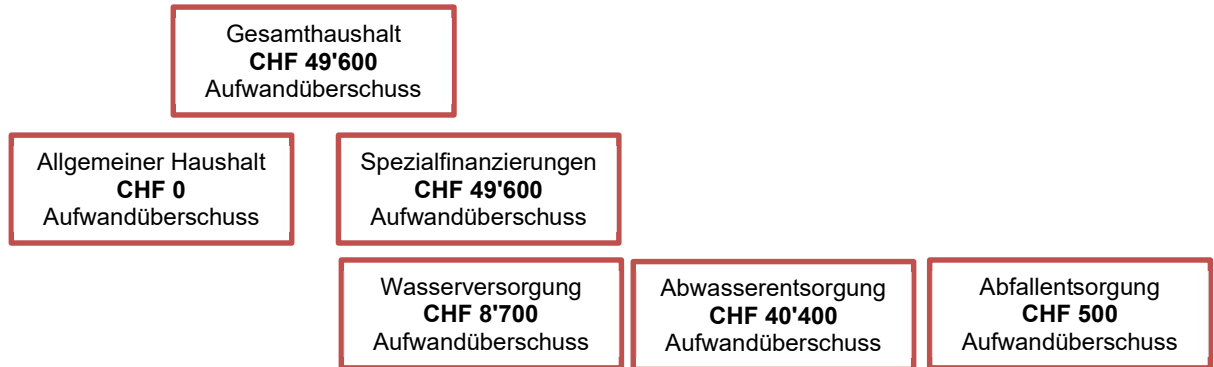 Gesamthaushalt
CHF 49'600
Aufwandüberschuss
Allgemeiner Haushalt
CHF 0
Aufwandüberschuss
Spezialfinanzierungen
CHF 49'600
Aufwandüberschuss
Wasserversorgung
CHF 8'700
Aufwandüberschuss
Abwasserentsorgung
CHF 40'400
Aufwandüberschuss
Abfallentsorgung
CHF 500
Aufwandüberschuss